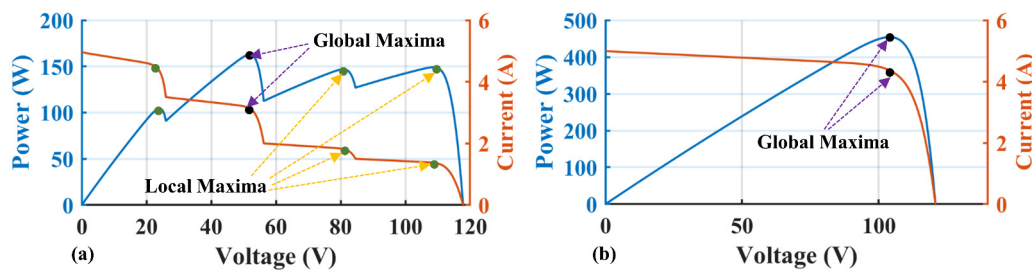 200
150
100
50
0
Power (W)
Global Maxima
Local Maxima
6
4
2
0
Current (A)
0
20
40
60
80
100
120
Voltage (V)
(a)
500
400
300
200
100
0
Power (W)
Global Maxima
6
4
2
0
Current (A)
0
50
100
Voltage (V)
(b)